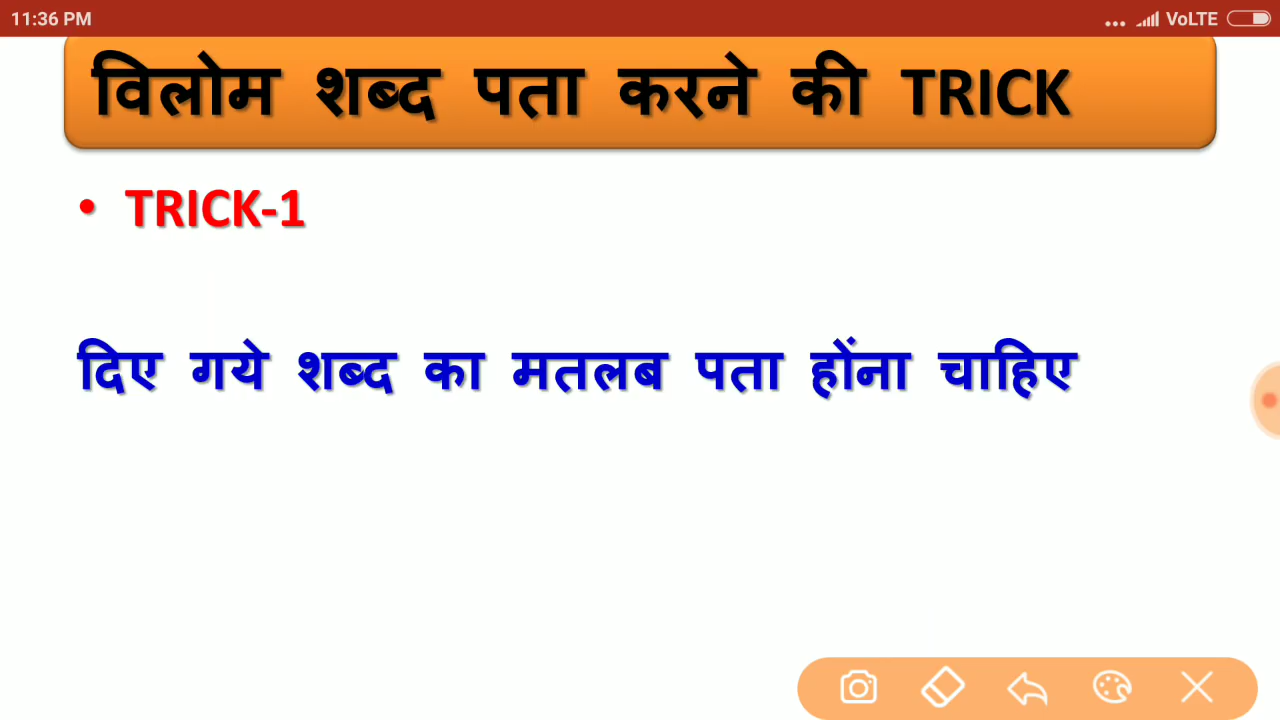 11:36 PM ... VoLTE
विलोम शब्द पता करने की TRICK
• TRICK-1
दिए गये शब्द का मतलब पता होंना चाहिए